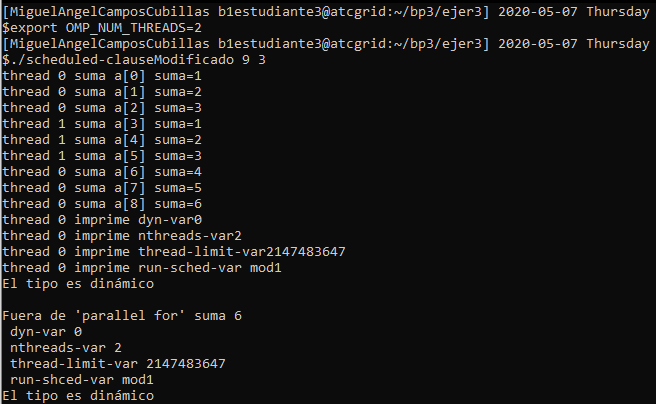 [MiguelAngelCamposCubillas b1estudiante3@atcgrid:~/bp3/ejer3] 2020-05-07 Thursday
$export OMP_NUM_THREADS=2
[MiguelAngelCamposCubillas b1estudiante3@atcgrid:~/bp3/ejer3] 2020-05-07 Thursday
$./scheduled-clauseModificado 9 3
thread 0 suma a[0] suma=1
thread 0 suma a[1] suma=2
thread 0 suma a[2] suma=3
thread 1 suma a[3] suma=1
thread 1 suma a[4] suma=2
thread 1 suma a[5] suma=3
thread 0 suma a[6] suma=4
thread 0 suma a[7] suma=5
thread 0 suma a[8] suma=6
thread 0 imprime dyn-var0
thread 0 imprime nthreads-var2
thread 0 imprime thread-limit-var2147483647
thread 0 imprime run-sched-var mod1
El tipo es dinámico
Fuera de 'parallel for' suma 6
dyn-var 0
nthreads-var 2
thread-limit-var 2147483647
run-shced-var mod1
El tipo es dinámico